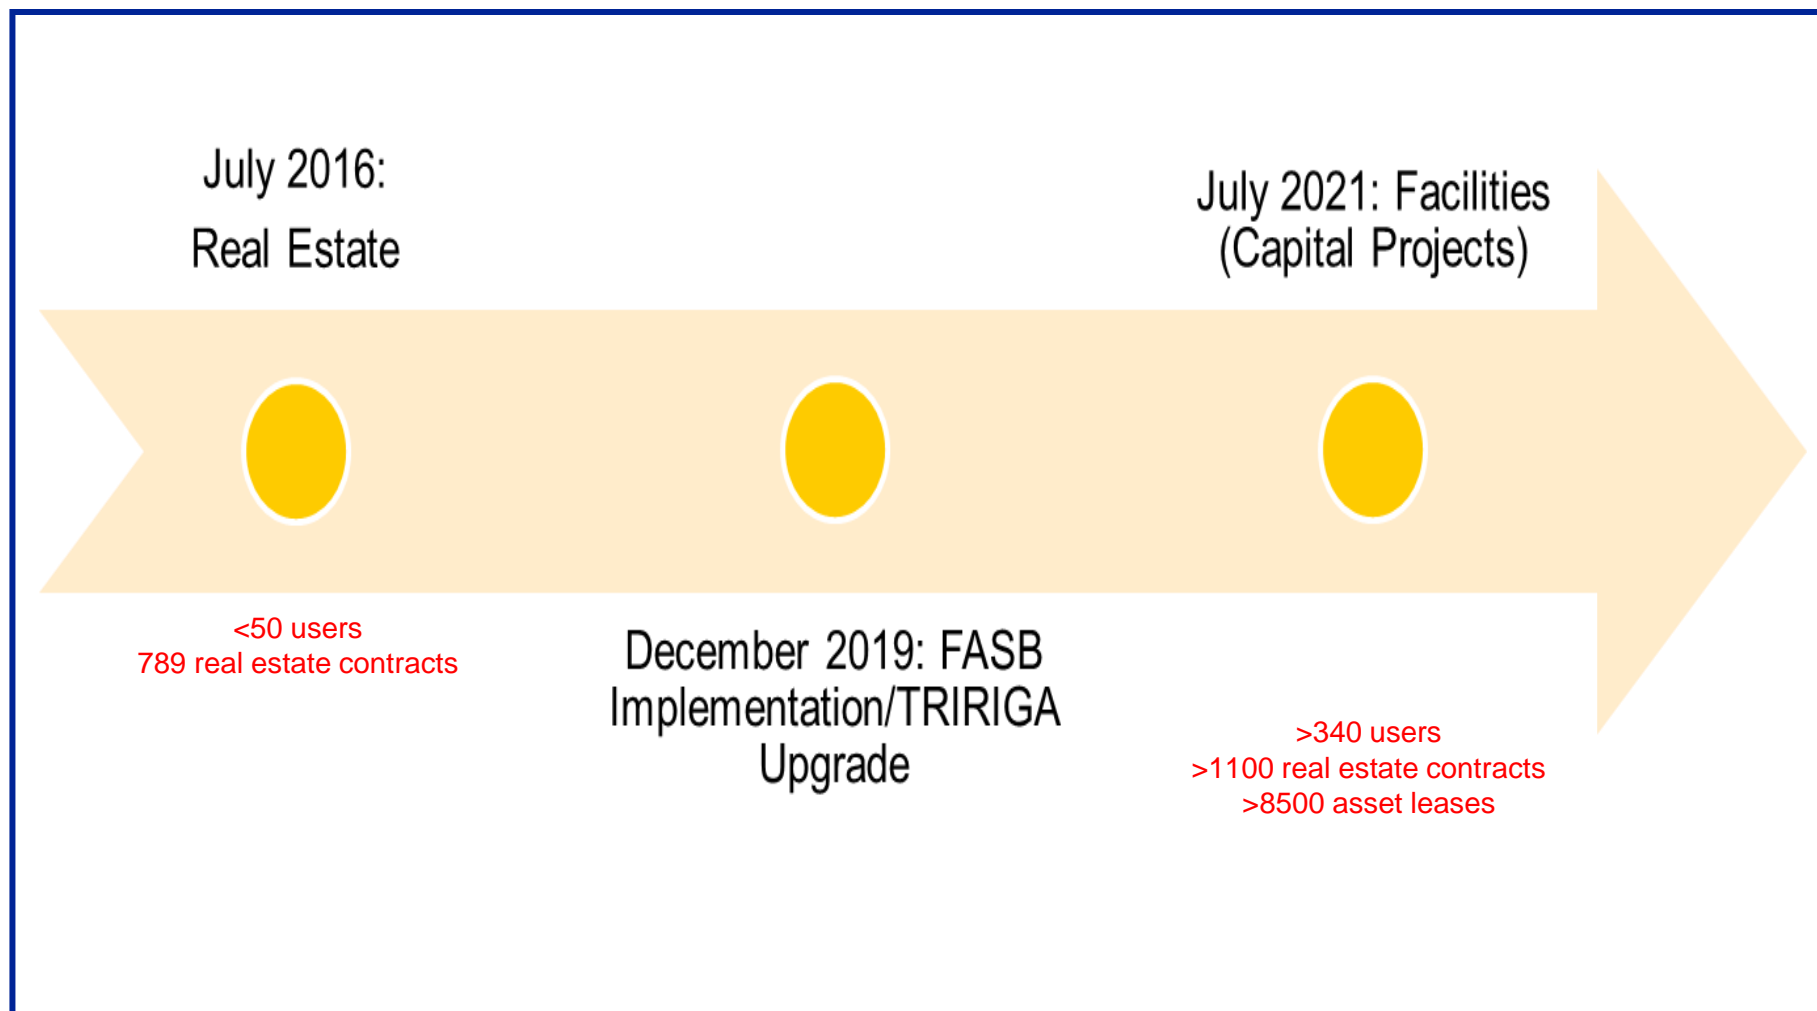 July 2016:
Real Estate
<50 users
789 real estate contracts
December 2019: FASB
Implementation/TRIRIGA
Upgrade
July 2021: Facilities
(Capital Projects)
>340 users
>1100 real estate contracts
>8500 asset leases